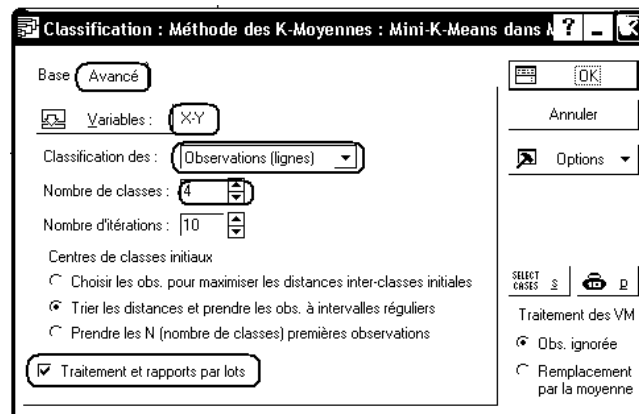 Classification : Méthode des K-Moyennes : Mini-K-Means dans
Base Avancé
OK
Variables : X-Y
Annuler
Classification des : Observations (lignes)
Options
Nombre de classes : 4
Nombre d'itérations : 10
Centres de classes initiaux
Choisir les obs. pour maximiser les distances inter-classes initiales
SELECT CASES S D
Trier les distances et prendre les obs. à intervalles réguliers
Traitement des VM
Prendre les N (nombre de classes) premières observations
Obs. ignorée
Traitement et rapports par lots
Remplacement
par la moyenne